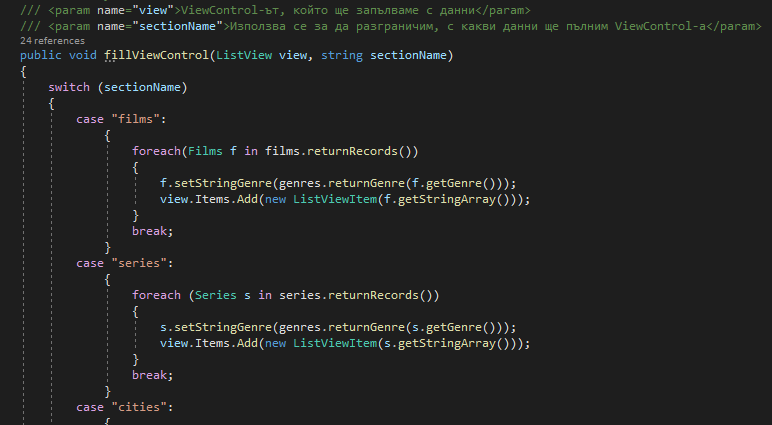 /// <param name="view">ViewControl-ът, който ще запълваме с данни</param>
/// <param name="sectionName">Използва се за да разграничим, с какви данни ще пълним ViewControl-а</param>
24 references
public void fillViewControl(ListView view, string sectionName)
{
switch (sectionName)
{
case "films":
{
foreach(Films f in films.returnRecords())
{
f.setStringGenre(genres.returnGenre(f.getGenre()));
view.Items.Add(new ListViewItem(f.getStringArray()));
}
break;
}
case "series":
{
foreach (Series s in series.returnRecords())
{
s.setStringGenre(genres.returnGenre(s.getGenre()));
view.Items.Add(new ListViewItem(s.getStringArray()));
}
break;
}
case "cities":
{